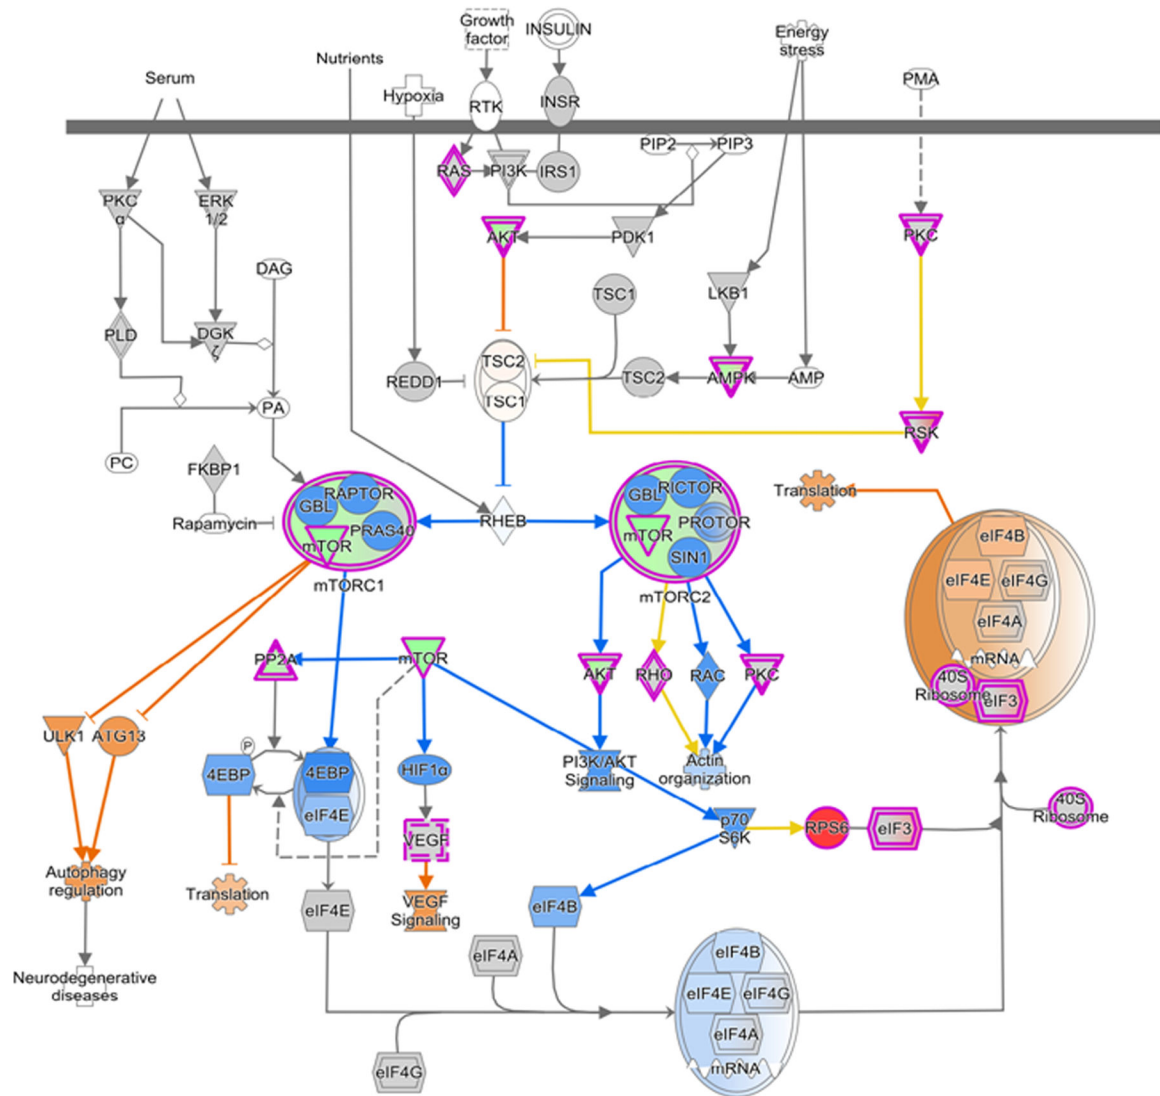 Growth
factor
INSULIN
Energy
stress
Nutrients
Serum
Hypoxia
RTK
INSR
PMA
PIP2
PIP3
RAS
PI3K
IRS1
PKC
α
ERK
1/2
AKT
PDK1
PKC
DAG
TSC1
LKB1
PLD
DGK
ζ
TSC2
REDD1
TSC2
AMPK
AMP
TSC1
PA
RSK
PC
FKBP1
RAPTOR
GBL
Rapamycin
PRAS40
mTOR
mTORC1
RHEB
RICTOR
GBL
PROTOR
mTOR
SIN1
mTORC2
Translation
eIF4B
eIF4E
eIF4G
eIF4A
mRNA
40S
Ribosome
eIF3
PP2A
mTOR
AKT
RHO
RAC
PKC
ULK1
ATG13
P
4EBP
4EBP
eIF4E
HIF1α
PI3K/AKT
Signaling
Actin
organization
VEGF
p70
S6K
RPS6
eIF3
40S
Ribosome
Autophagy
regulation
Translation
eIF4E
VEGF
Signaling
eIF4B
Neurodegenerative
diseases
eIF4A
eIF4B
eIF4E
eIF4G
eIF4A
mRNA
eIF4G